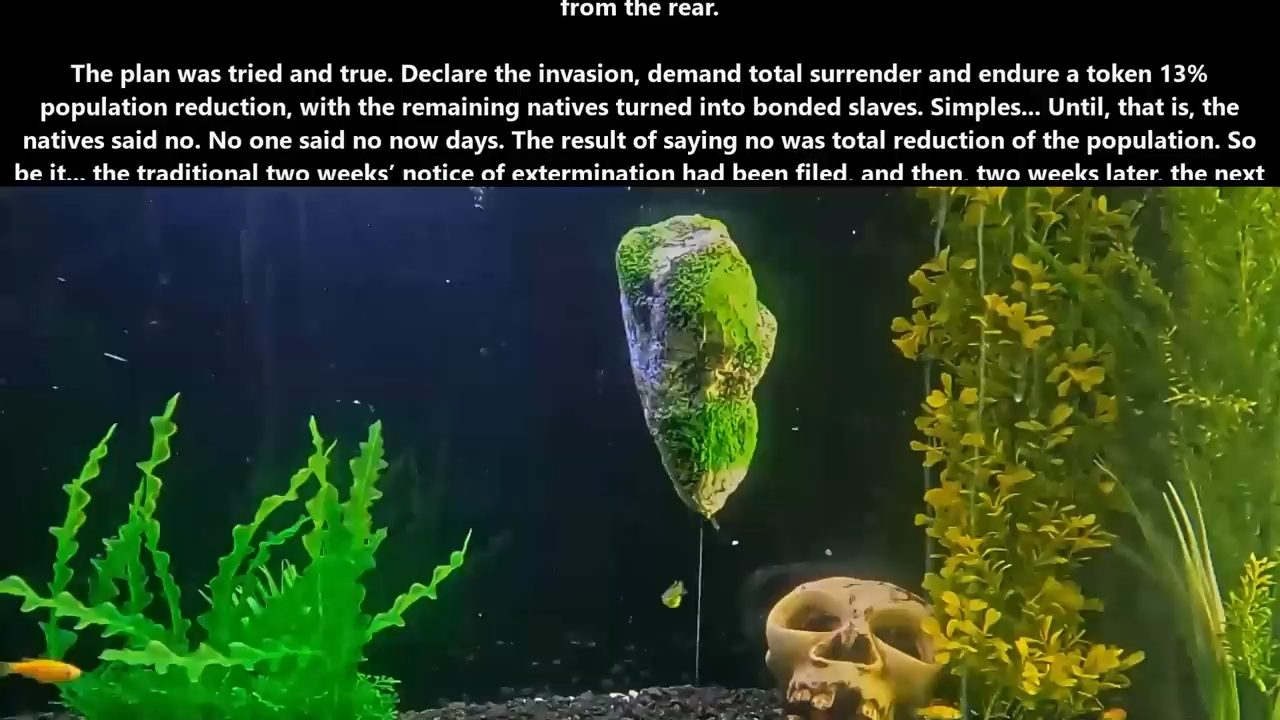 from the rear.
The plan was tried and true. Declare the invasion, demand total surrender and endure a token 13%
population reduction, with the remaining natives turned into bonded slaves. Simples... Until, that is, the
natives said no. No one said no now days. The result of saying no was total reduction of the population. So
be it... the traditional two weeks’ notice of extermination had been filed, and then, two weeks later, the next